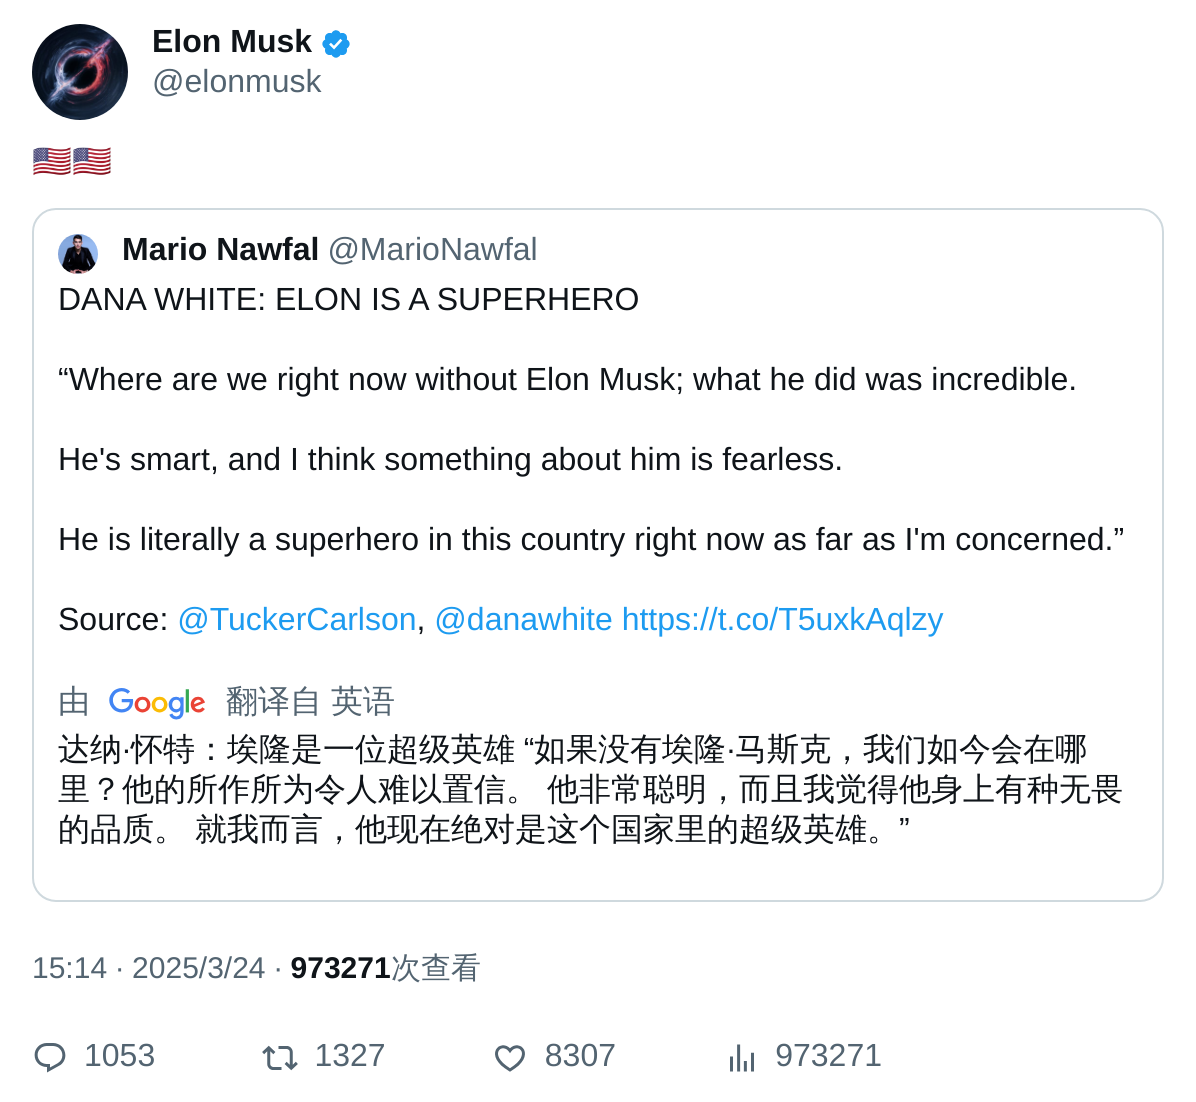 Elon Musk
@elonmusk
🇺🇸🇺🇸
Mario Nawfal @MarioNawfal
DANA WHITE: ELON IS A SUPERHERO
“Where are we right now without Elon Musk; what he did was incredible.
He's smart, and I think something about him is fearless.
He is literally a superhero in this country right now as far as I'm concerned.”
Source: @TuckerCarlson, @danawhite https://t.co/T5uxkAqlzy
由 Google 翻译自 英语
达纳·怀特：埃隆是一位超级英雄 “如果没有埃隆·马斯克，我们如今会在哪
里？他的所作所为令人难以置信。 他非常聪明，而且我觉得他身上有种无畏
的品质。 就我而言，他现在绝对是这个国家里的超级英雄。”
15:14 · 2025/3/24 · 973271次查看
1053 1327 8307 973271